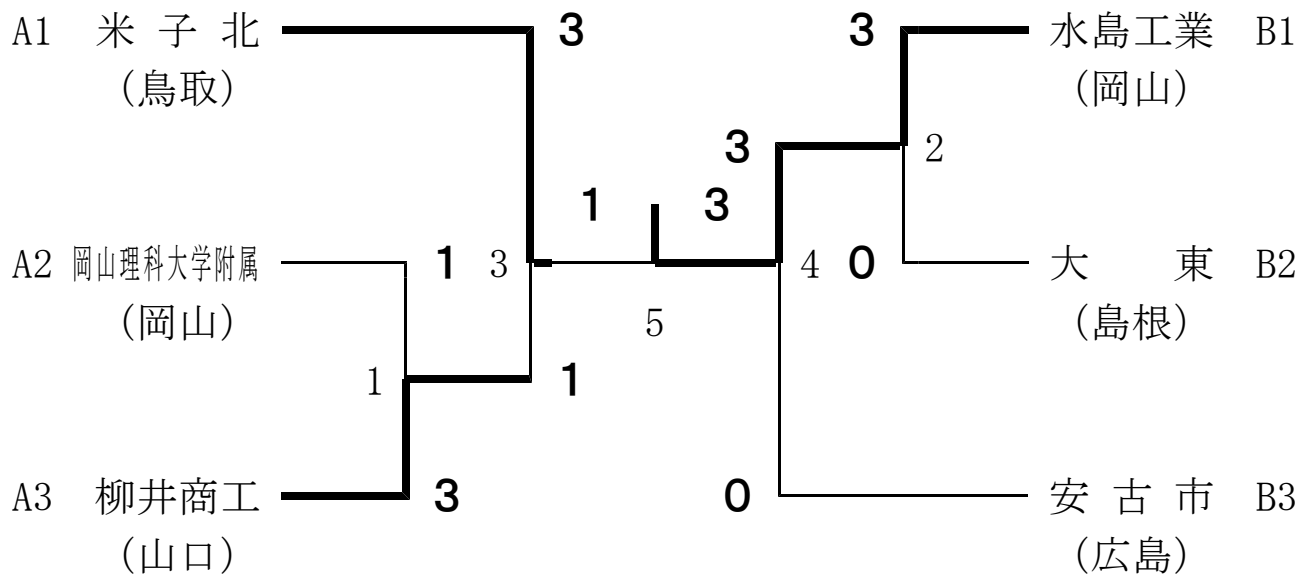 A1 米子北 3 3 水島工業 B1
(鳥取) (岡山)
3 2
1 3
A2 岡山理科大学附属 1 3 4 0 大東 B2
(岡山) 5 (島根)
1 1
A3 柳井商工 3 0 安古市 B3
(山口) (広島)